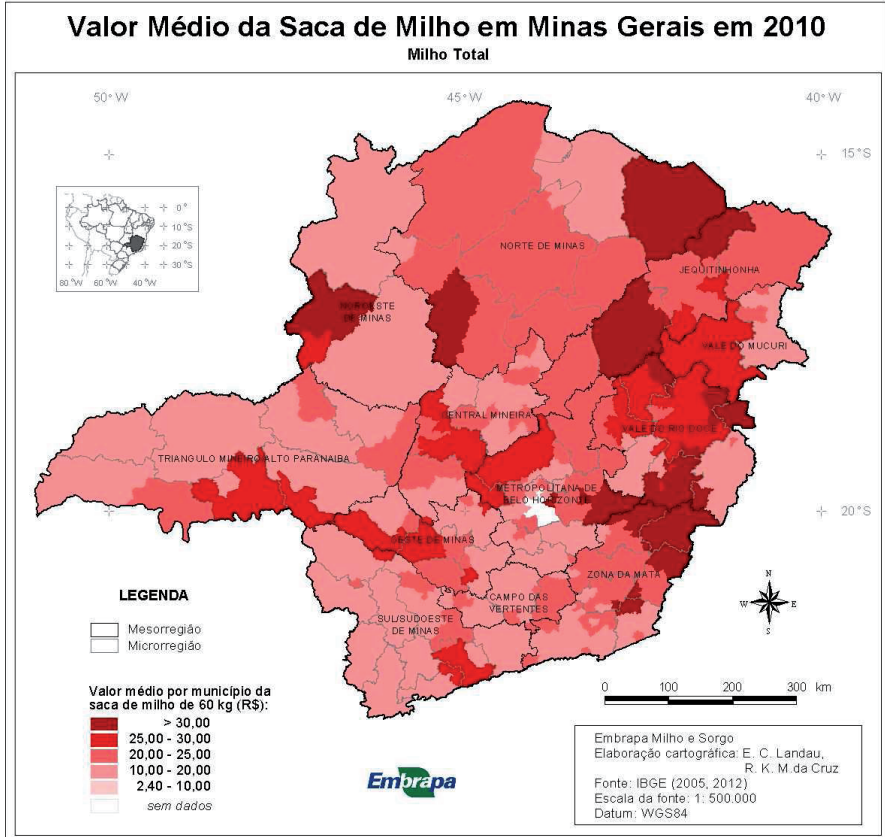 Valor Médio da Saca de Milho em Minas Gerais em 2010
Milho Total
50° W
45° W
40° W
15° S
0°
10° S
20° S
30° S
80° W
60° W
40° W
NORTE DE MINAS
JEQUITINHONHA
NOROESTE
DE MINAS
VALE DO MUCURI
CENTRAL MINEIRA
VALE DO RIO DOCE
TRIANGULO MINEIRO ALTO PARANAIBA
METROPOLITANA DE
BELO HORIZONTE
20° S
OESTE DE MINAS
ZONA DA MATA
CAMPO DAS
VERTENTES
SUL/SUDOESTE
DE MINAS
N
W E
S
LEGENDA
Mesorregião
Microrregião
Valor médio por município da
saca de milho de 60 kg (R$):
> 30,00
25,00 - 30,00
20,00 - 25,00
10,00 - 20,00
2,40 - 10,00
sem dados
0 100 200 300 km
Embrapa
Embrapa Milho e Sorgo
Elaboração cartográfica: E. C. Landau,
R. K. M.da Cruz
Fonte: IBGE (2005, 2012)
Escala da fonte: 1: 500.000
Datum: WGS84